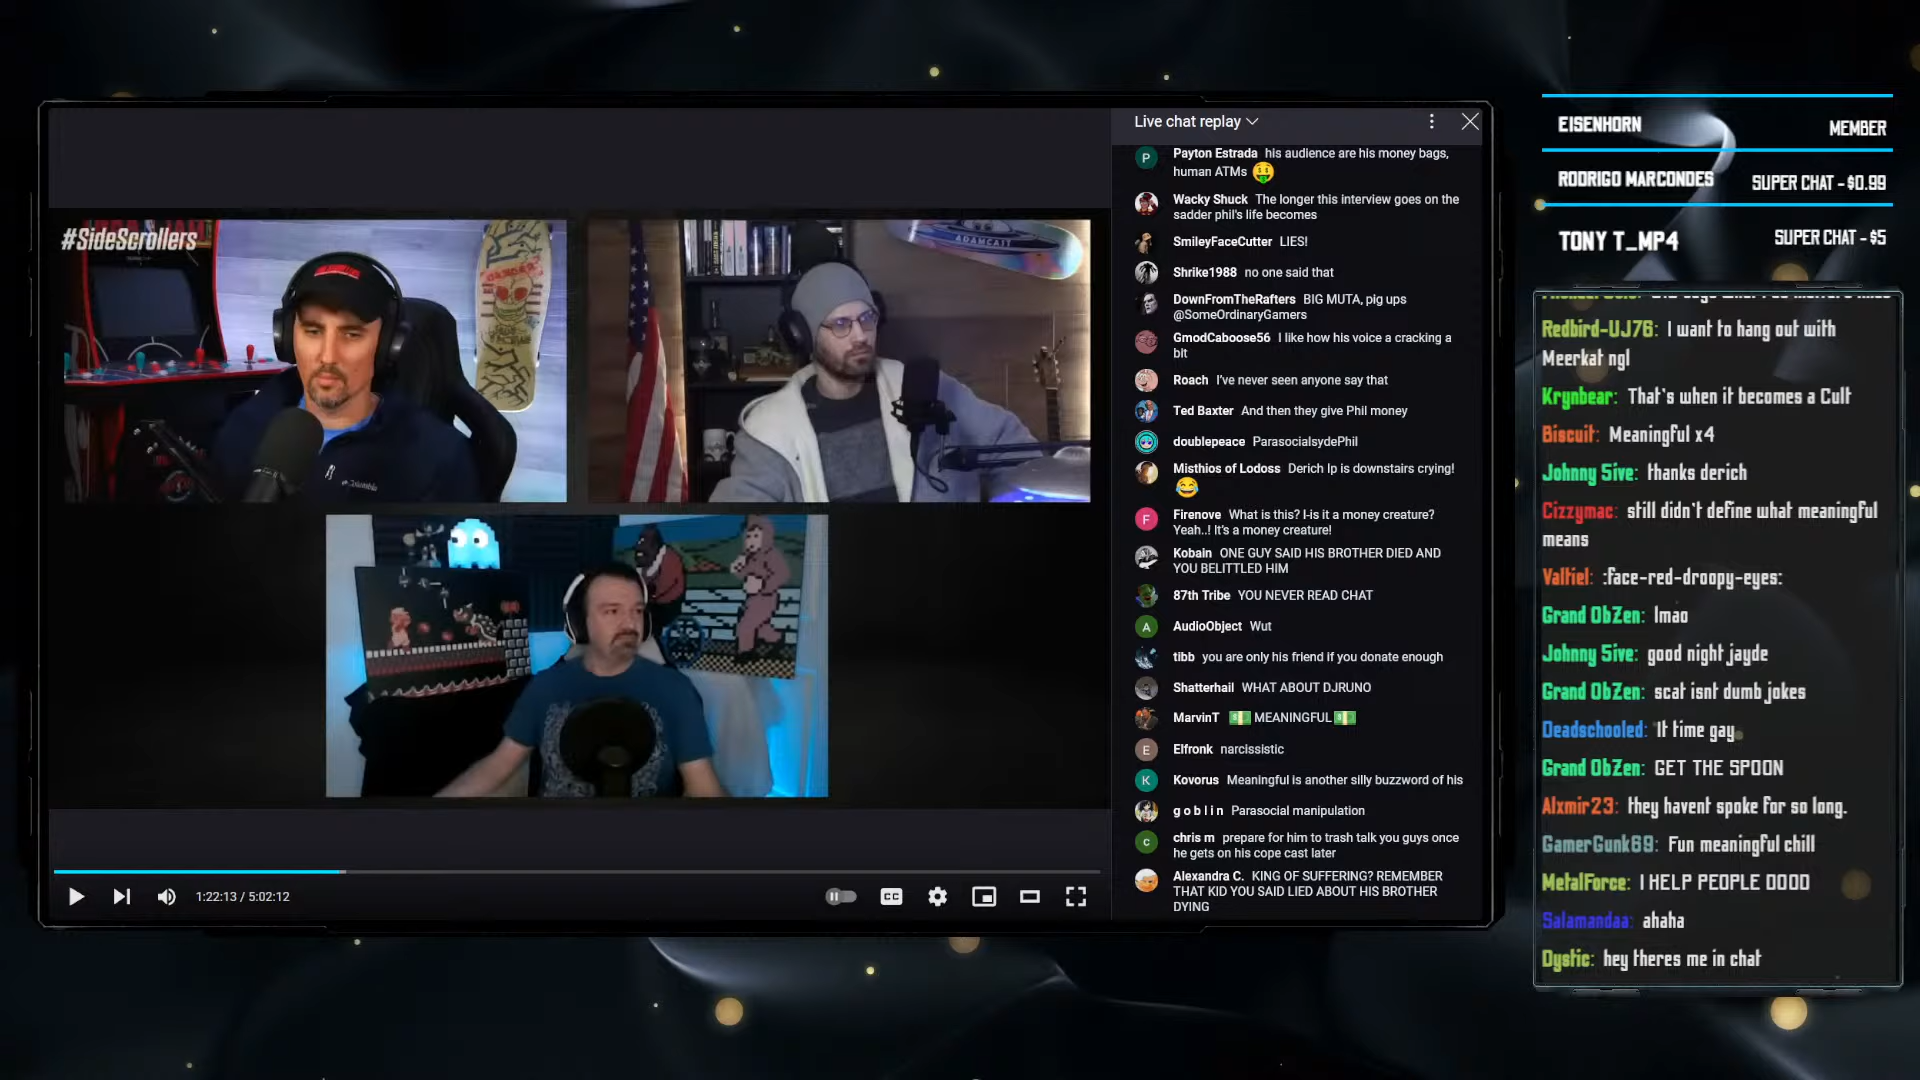 #SideScrollers
ADAMCAIT
Live chat replay
P
Payton Estrada his audience are his money bags,
human ATMs
Wacky Shuck The longer this interview goes on the
sadder phil's life becomes
SmileyFaceCutter LIES!
Shrike1988 no one said that
DownFromTheRafters BIG MUTA, pig ups
@SomeOrdinaryGamers
GmodCaboose56 I like how his voice a cracking a
bit
Roach I've never seen anyone say that
Ted Baxter And then they give Phil money
doublepeace ParasocialsydePhil
Misthios of Lodoss Derich lp is downstairs crying!
F
Firenove What is this? I-is it a money creature?
Yeah..! It's a money creature!
Kobain ONE GUY SAID HIS BROTHER DIED AND
YOU BELITTLED HIM
87th Tribe YOU NEVER READ CHAT
A
AudioObject Wut
tibb you are only his friend if you donate enough
Shatterhail WHAT ABOUT DJRUNO
MarvinT MEANINGFUL
E
Elfronk narcissistic
K
Kovorus Meaningful is another silly buzzword of his
g o b l i n Parasocial manipulation
C
chris m prepare for him to trash talk you guys once
he gets on his cope cast later
Alexandra C. KING OF SUFFERING? REMEMBER
THAT KID YOU SAID LIED ABOUT HIS BROTHER
DYING
1:22:13 / 5:02:12
CC
EISENHORN MEMBER
RODRIGO MARCONDES SUPER CHAT - $0.99
TONY T_MP4 SUPER CHAT - $5
Redbird-UJ76: I want to hang out with
Meerkat ngl
Krynbear: That's when it becomes a Cult
Biscuit: Meaningful x4
Johnny 5ive: thanks derich
Cizzymac: still didn't define what meaningful
means
Valtiel: :face-red-droopy-eyes:
Grand ObZen: lmao
Johnny 5ive: good night jayde
Grand ObZen: scat isnt dumb jokes
Deadschooled: It time gay
Grand ObZen: GET THE SPOON
Alxmir23: they havent spoke for so long.
GamerGunk69: Fun meaningful chill
MetalForce: I HELP PEOPLE DOOD
Salamandaa: ahaha
Dystic: hey theres me in chat